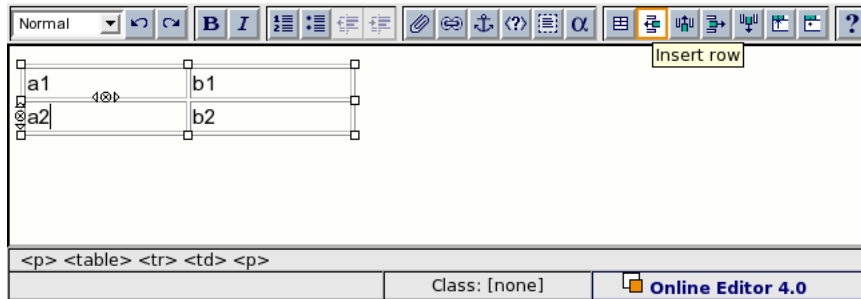 Normal B I <?> α ?
Insert row
a1 b1
a2 b2
<p> <table> <tr> <td> <p>
Class: [none] Online Editor 4.0